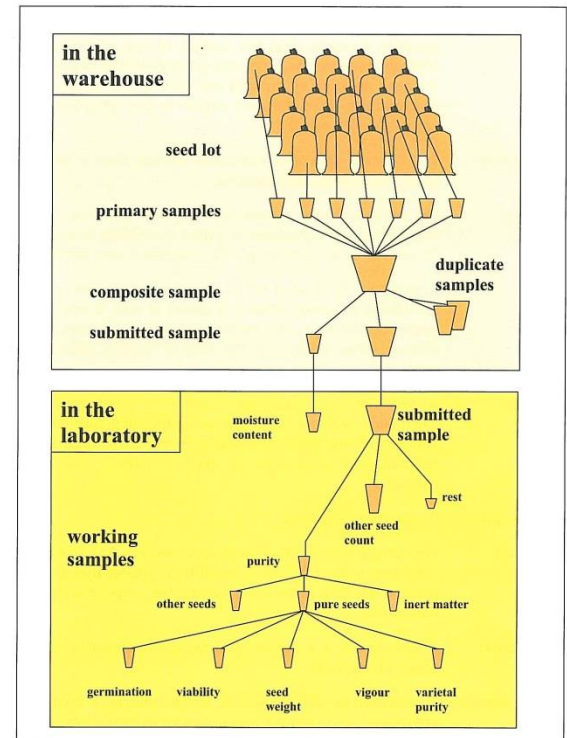 in the
warehouse
seed lot
primary samples
duplicate
samples
composite sample
submitted sample
in the
laboratory
moisture
content
submitted
sample
rest
other seed
count
working
samples
purity
other seeds
pure seeds
inert matter
germination
viability
seed
weight
vigour
varietal
purity